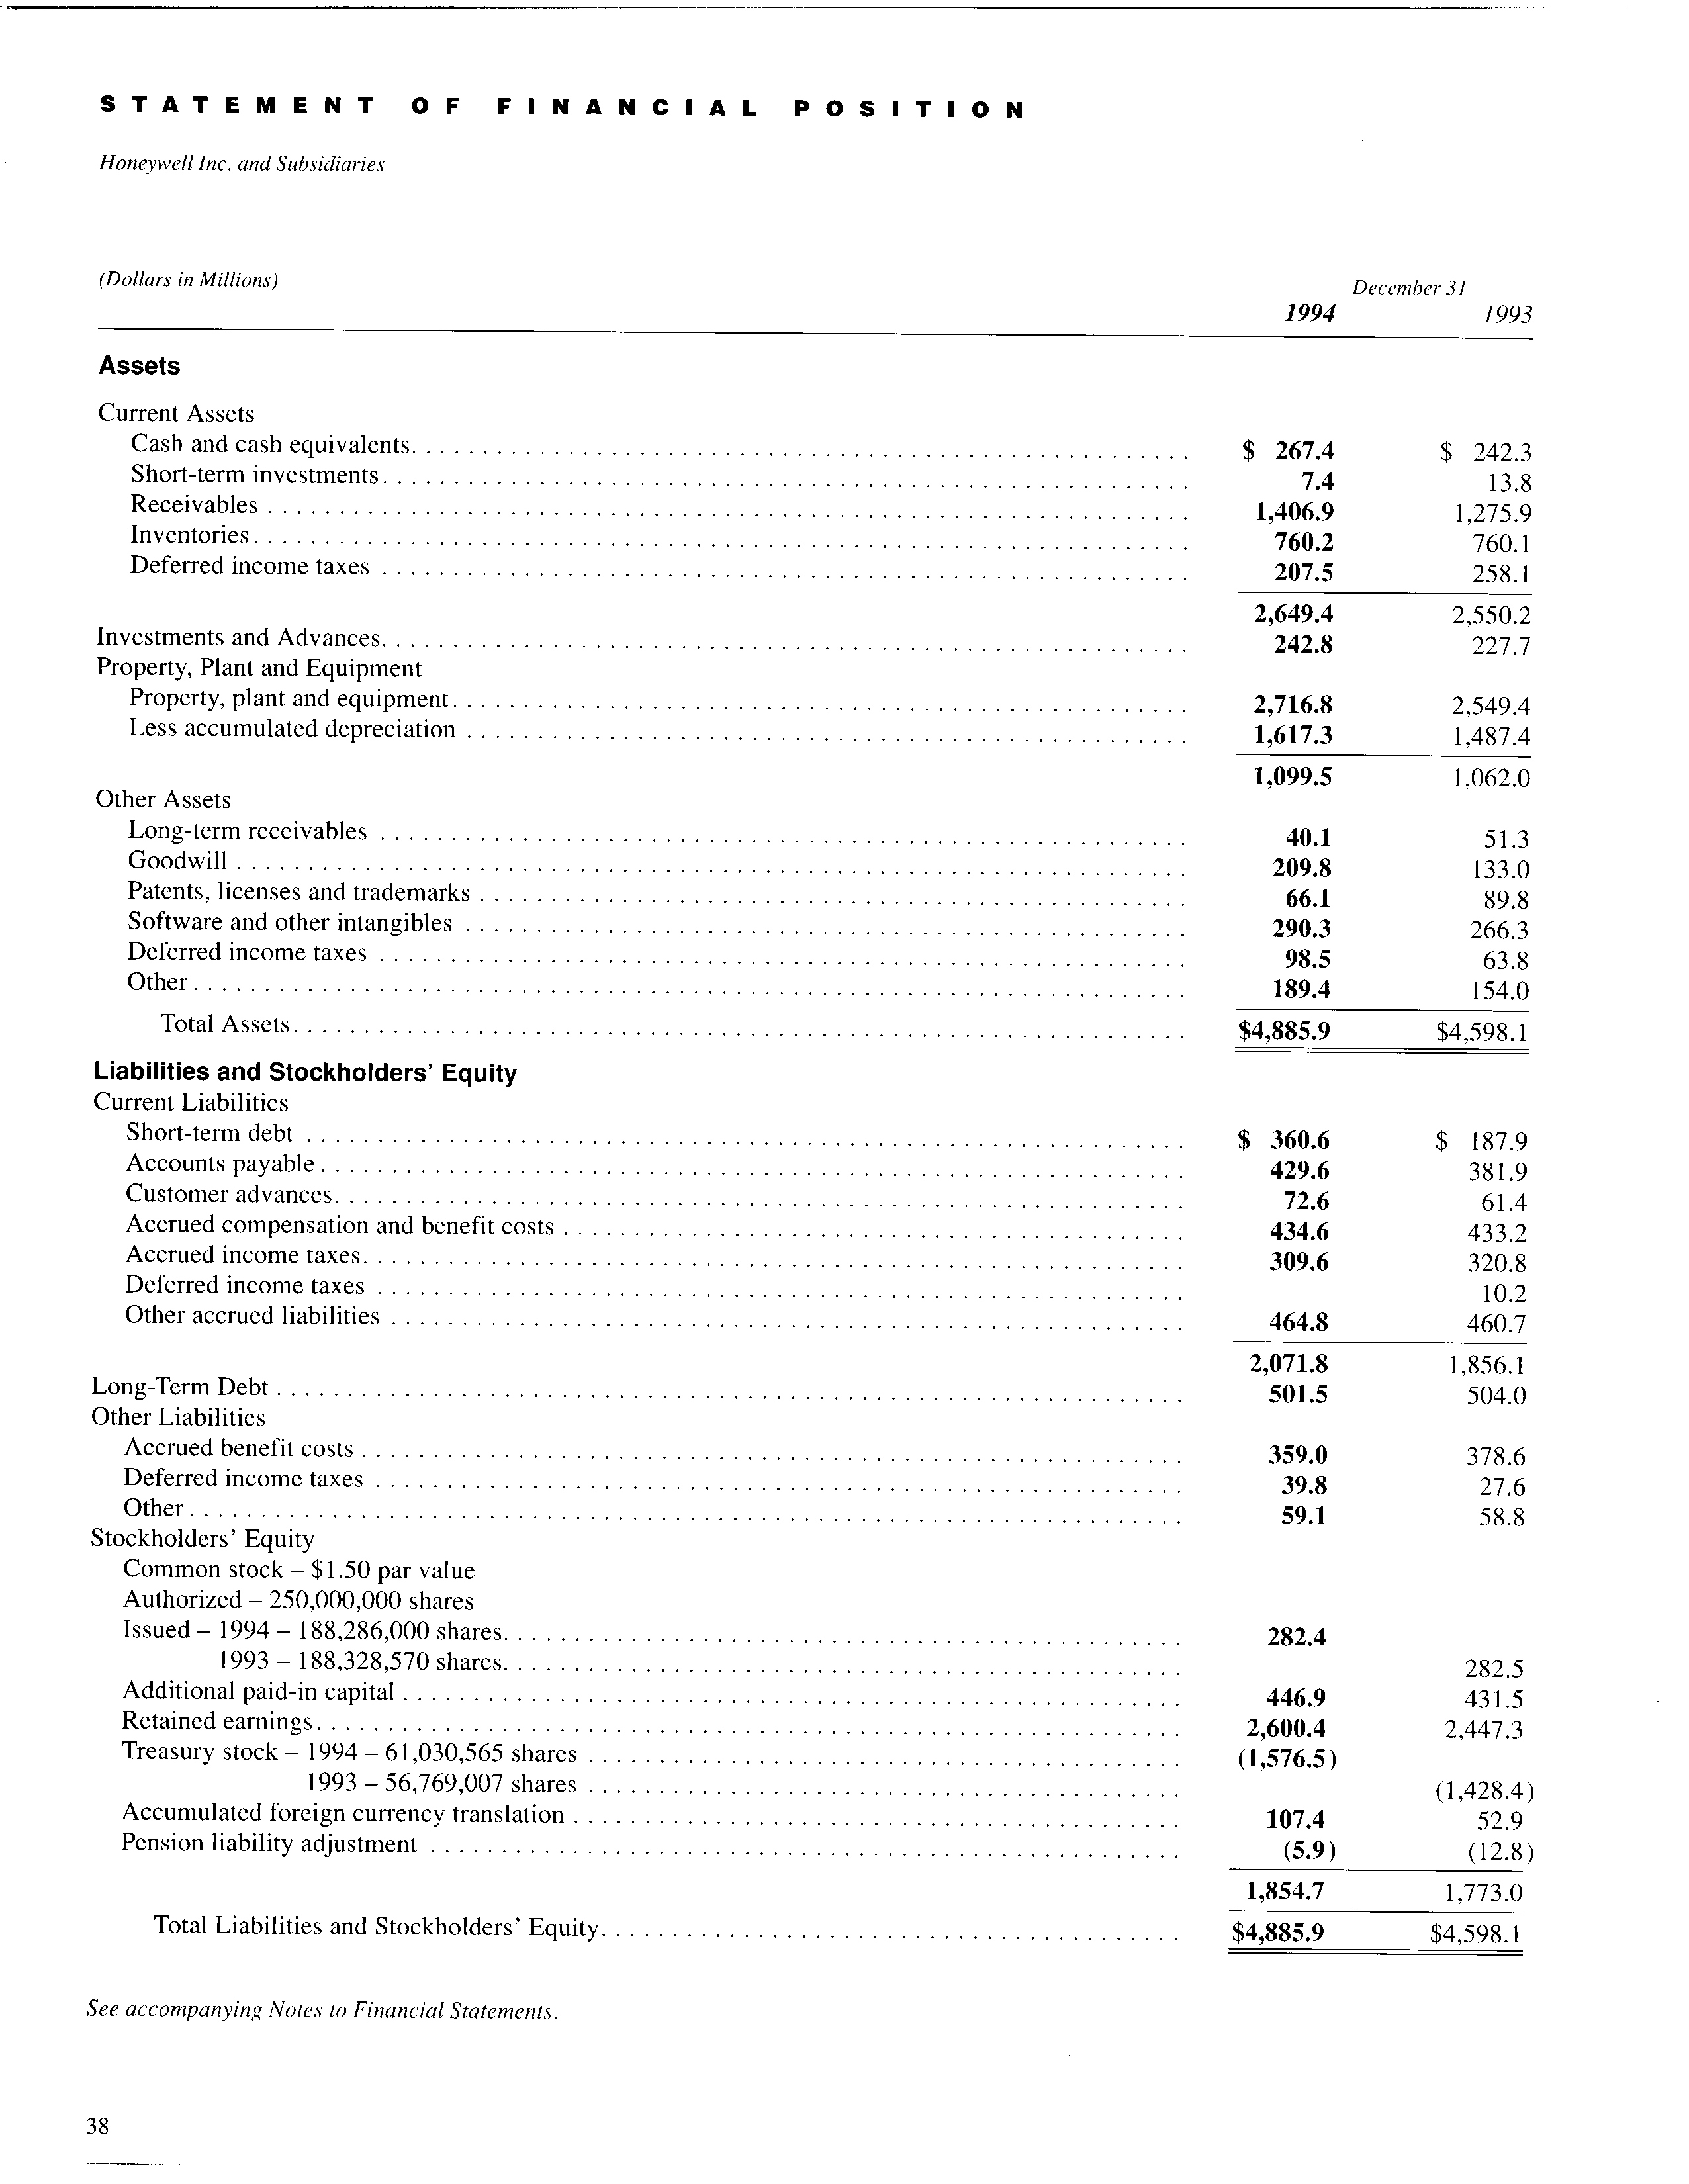 STATEMENT OF FINANCIAL POSITION
Honeywell Inc. and Subsidiaries
(Dollars in Millions)
December 31
1994 1993
Assets
Current Assets
Cash and cash equivalents $ 267.4 $ 242.3
Short-term investments 7.4 13.8
Receivables 1,406.9 1,275.9
Inventories 760.2 760.1
Deferred income taxes 207.5 258.1
2,649.4 2,550.2
Investments and Advances 242.8 227.7
Property, Plant and Equipment
Property, plant and equipment 2,716.8 2,549.4
Less accumulated depreciation 1,617.3 1,487.4
1,099.5 1,062.0
Other Assets
Long-term receivables 40.1 51.3
Goodwill 209.8 133.0
Patents, licenses and trademarks 66.1 89.8
Software and other intangibles 290.3 266.3
Deferred income taxes 98.5 63.8
Other 189.4 154.0
Total Assets $4,885.9 $4,598.1
Liabilities and Stockholders' Equity
Current Liabilities
Short-term debt $ 360.6 $ 187.9
Accounts payable 429.6 381.9
Customer advances 72.6 61.4
Accrued compensation and benefit costs 434.6 433.2
Accrued income taxes 309.6 320.8
Deferred income taxes 10.2
Other accrued liabilities 464.8 460.7
2,071.8 1,856.1
Long-Term Debt 501.5 504.0
Other Liabilities
Accrued benefit costs 359.0 378.6
Deferred income taxes 39.8 27.6
Other 59.1 58.8
Stockholders' Equity
Common stock – $1.50 par value
Authorized – 250,000,000 shares
Issued – 1994 – 188,286,000 shares 282.4
1993 – 188,328,570 shares 282.5
Additional paid-in capital 446.9 431.5
Retained earnings 2,600.4 2,447.3
Treasury stock – 1994 – 61,030,565 shares (1,576.5)
1993 – 56,769,007 shares (1,428.4)
Accumulated foreign currency translation 107.4 52.9
Pension liability adjustment (5.9) (12.8)
1,854.7 1,773.0
Total Liabilities and Stockholders' Equity $4,885.9 $4,598.1
See accompanying Notes to Financial Statements.
38